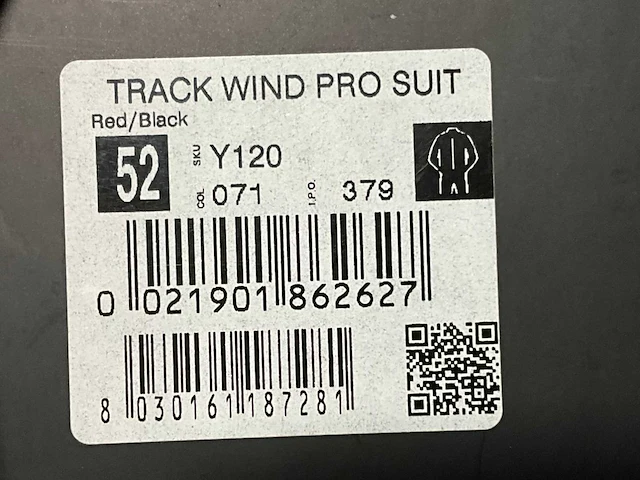 TRACK WIND PRO SUIT
Red/Black
52 SKU Y120
COL 071 I.P.O. 379
0 021901 862627
8 030161 187281